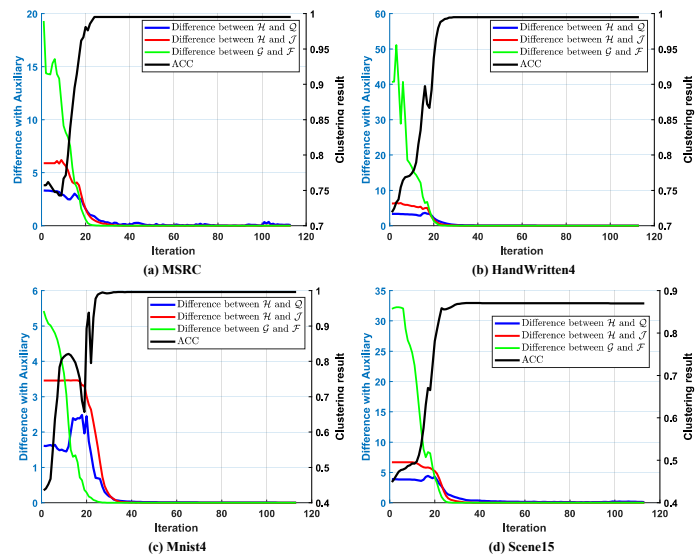 Difference with Auxiliary
20
15
10
5
0
1
0.95
0.9
0.85
0.8
0.75
0.7
Clustering result
Difference between H and Q
Difference between H and J
Difference between G and F
ACC
0 20 40 60 80 100 120
Iteration
(a) MSRC
Difference with Auxiliary
60
50
40
30
20
10
0
1
0.95
0.9
0.85
0.8
0.75
0.7
Clustering result
Difference between H and Q
Difference between H and J
Difference between G and F
ACC
0 20 40 60 80 100 120
Iteration
(b) HandWritten4
Difference with Auxiliary
6
5
4
3
2
1
0
1
0.9
0.8
0.7
0.6
0.5
0.4
Clustering result
Difference between H and Q
Difference between H and J
Difference between G and F
ACC
0 20 40 60 80 100 120
Iteration
(c) Mnist4
Difference with Auxiliary
35
30
25
20
15
10
5
0
0.9
0.8
0.7
0.6
0.5
0.4
Clustering result
Difference between H and Q
Difference between H and J
Difference between G and F
ACC
0 20 40 60 80 100 120
Iteration
(d) Scene15